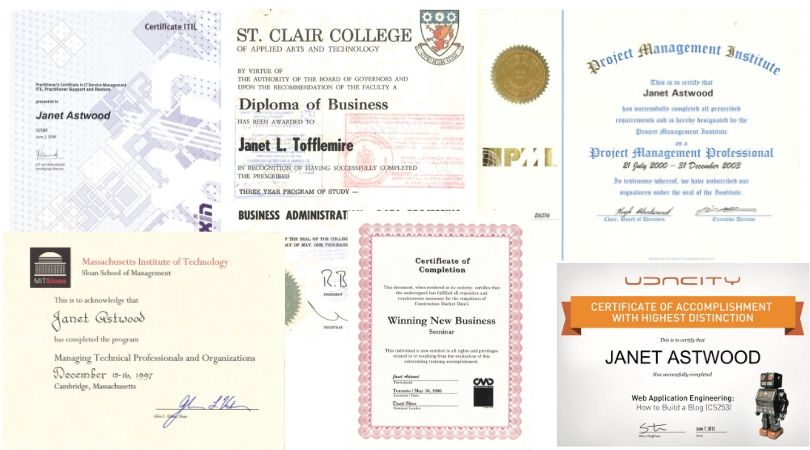 Certificate ITIL
Practitioner's Certificate in IT Service Management
ITIL Practitioner Support and Restore
presented to
Janet Astwood
ST. CLAIR COLLEGE
OF APPLIED ARTS AND TECHNOLOGY
BY VIRTUE OF
THE AUTHORITY OF THE BOARD OF GOVERNORS AND
UPON THE RECOMMENDATION OF THE FACULTY A
Diploma of Business
HAS BEEN AWARDED TO
Janet L. Tofflemire
IN RECOGNITION OF HAVING SUCCESSFULLY COMPLETED
THE PRESCRIBED
THREE YEAR PROGRAM OF STUDY —
BUSINESS ADMINISTRAT
26516
OF THE SEAL OF THE COLLEG
DAY OF MAY, ONE THOUSAND
R.B
PRESIDENT
REGISTRAR
PMI
Project Management Institute
This is to certify that
Janet Astwood
has successfully completed all prescribed
requirements and is hereby designated by the
Project Management Institute
as a
Project Management Professional
21 July 2000 – 31 December 2003
In testimony whereof, we have subscribed our
signatures under the seal of the Institute.
Chair, Board of Directors
Executive Director
MITSloan
Massachusetts Institute of Technology
Sloan School of Management
This is to acknowledge that
Janet Astwood
has completed the program
Managing Technical Professionals and Organizations
December 15-16, 1997
Cambridge, Massachusetts
Certificate of
Completion
This document, when rendered in its entirety, certifies that
the undersigned has fulfilled all requisites and
requirements necessary for the completion of
Construction Market Data's
Winning New Business
Seminar
This individual is now entitled to all rights and privileges
related to or resulting from the evaluation of this
outstanding training accomplishment.
Janet Astwood
Participant
Toronto / May 30, 1996
Location / Date
David Oliver
Seminar Leader
CMD
UDACITY
CERTIFICATE OF ACCOMPLISHMENT
WITH HIGHEST DISTINCTION
This is to certify that
JANET ASTWOOD
Has successfully completed
Web Application Engineering:
How to Build a Blog [CS253]
June 7, 2012
Date